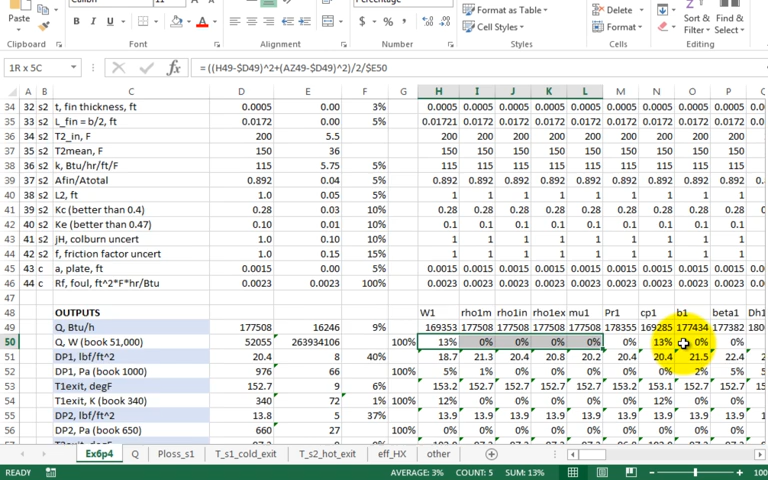 Calibri 11 Percentage Format as Table Delete
Paste B I U A $ % , Cell Styles Format Sort & Find &
Filter Select
Clipboard Font Alignment Number Styles Cells Editing
1R x 5C fx =((H49-$D49)^2+(AZ49-$D49)^2)/2/$E50
A B C D E F G H I J K L M N O P
34 32 s2 t, fin thickness, ft 0.0005 0.00 3% 0.0005 0.0005 0.0005 0.0005 0.0005 0.0005 0.0005 0.0005 0.0005
35 33 s2 L_fin = b/2, ft 0.0172 0.00 5% 0.01721 0.0172 0.0172 0.0172 0.0172 0.0172 0.0172 0.0172 0.0172
36 34 s2 T2_in, F 200 5.5 200 200 200 200 200 200 200 200 200
37 35 s2 T2mean, F 150 36 150 150 150 150 150 150 150 150 150
38 36 s2 k, Btu/hr/ft/F 115 5.75 5% 115 115 115 115 115 115 115 115 115
39 37 s2 Afin/Atotal 0.892 0.04 5% 0.892 0.892 0.892 0.892 0.892 0.892 0.892 0.892 0.892
40 38 s2 L2, ft 1.0 0.05 5% 1 1 1 1 1 1 1 1 1
41 39 s2 Kc (better than 0.4) 0.28 0.03 10% 0.28 0.28 0.28 0.28 0.28 0.28 0.28 0.28 0.28
42 40 s2 Ke (better than 0.47) 0.10 0.01 10% 0.1 0.1 0.1 0.1 0.1 0.1 0.1 0.1 0.1
43 41 s2 jH, colburn uncert 1.0 0.10 10% 1 1 1 1 1 1 1 1 1
44 42 s2 f, friction factor uncert 1.0 0.15 15% 1 1 1 1 1 1 1 1 1
45 43 c a, plate, ft 0.0015 0.00 5% 0.0015 0.0015 0.0015 0.0015 0.0015 0.0015 0.0015 0.0015 0.0015
46 44 c Rf, foul, ft^2*F*hr/Btu 0.0023 0.0023 100% 0.0023 0.0023 0.0023 0.0023 0.0023 0.0023 0.0023 0.0023 0.0023
47
48 OUTPUTS W1 rho1m rho1in rho1ex mu1 Pr1 cp1 b1 beta1 Dh1
49 Q, Btu/h 177508 16246 9% 169353 177508 177508 177508 177508 178355 169285 177434 177382
50 Q, W (book 51,000) 52055 263934106 100% 13% 0% 0% 0% 0% 0% 13% 0% 0%
51 DP1, lbf/ft^2 20.4 8 40% 18.7 21.3 20.4 20.8 20.2 20.4 20.4 21.5 22.4
52 DP1, Pa (book 1000) 976 66 100% 5% 1% 0% 0% 0% 0% 0% 2% 5%
53 T1exit, degF 152.7 9 6% 153.2 152.7 152.7 152.7 152.7 152.7 153.1 152.7 152.7
54 T1exit, K (book 340) 340 72 1% 12% 0% 0% 0% 0% 0% 12% 0% 0%
55 DP2, lbf/ft^2 13.8 5 37% 13.9 13.9 13.9 13.9 13.9 13.9 13.9 13.9 13.9
56 DP2, Pa (book 650) 660 27 100% 0% 0% 0% 0% 0% 0% 0% 0% 0%
Ex6p4 Q Ploss_s1 T_s1_cold_exit T_s2_hot_exit eff_HX other
READY AVERAGE: 3% COUNT: 5 SUM: 13% 100